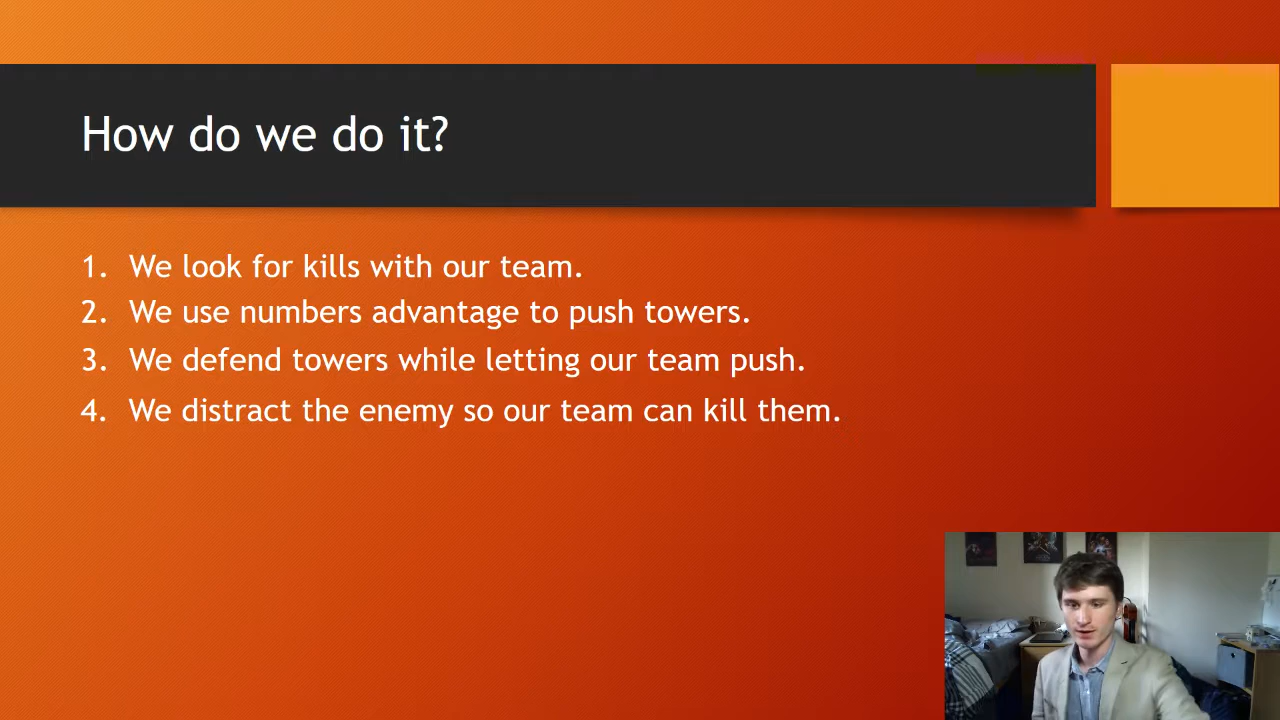 How do we do it?
1. We look for kills with our team.
2. We use numbers advantage to push towers.
3. We defend towers while letting our team push.
4. We distract the enemy so our team can kill them.